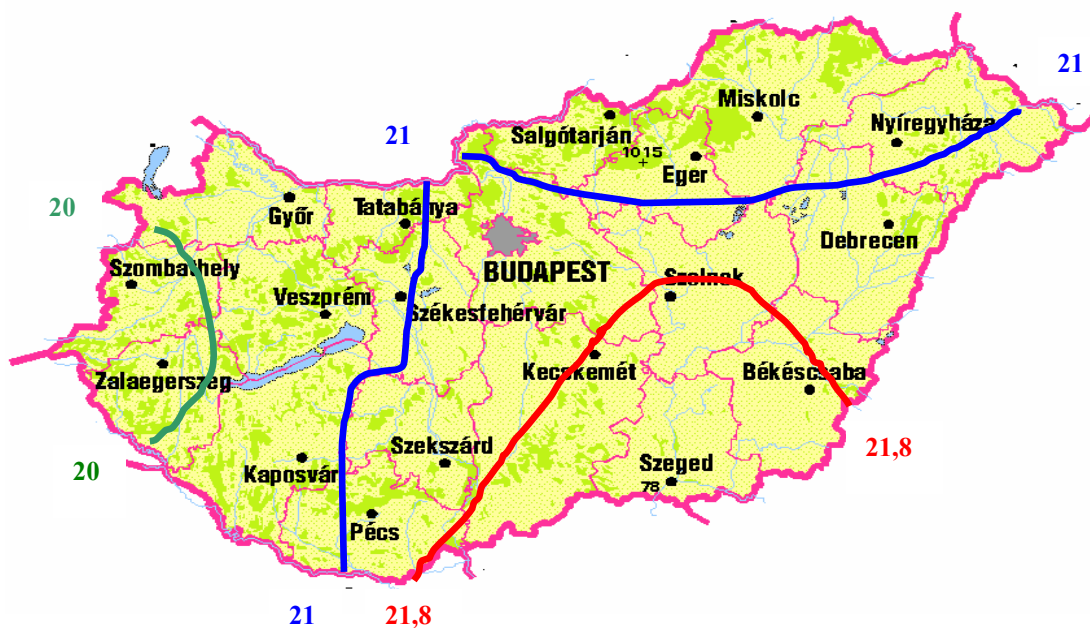 21
Miskolc
Salgótarján
Nyíregyháza
21
1015
Eger
20
Győr
Tatabánya
Debrecen
Szombathely
BUDAPEST
Szolnok
Veszprém
Székesfehérvár
Zalaegerszeg
Kecskemét
Békéscsaba
Szekszárd
21,8
20
Kaposvár
Szeged
78
Pécs
21
21,8